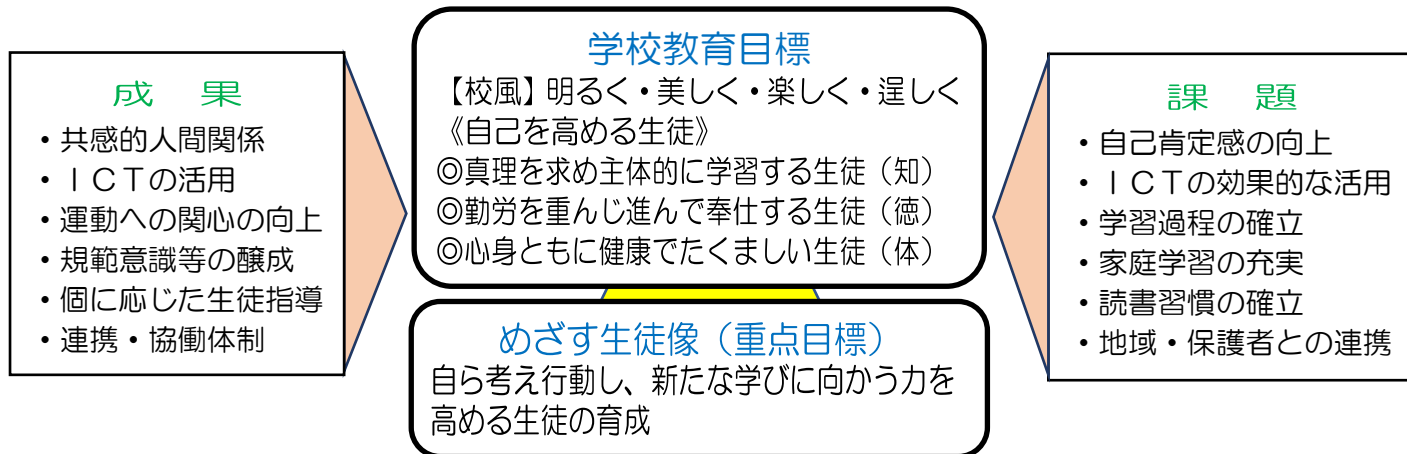 成　果
・共感的人間関係
・ＩＣＴの活用
・運動への関心の向上
・規範意識等の醸成
・個に応じた生徒指導
・連携・協働体制
学校教育目標
【校風】明るく・美しく・楽しく・逞しく
《自己を高める生徒》
◎真理を求め主体的に学習する生徒（知）
◎勤労を重んじ進んで奉仕する生徒（徳）
◎心身ともに健康でたくましい生徒（体）
めざす生徒像（重点目標）
自ら考え行動し、新たな学びに向かう力を
高める生徒の育成
課　題
・自己肯定感の向上
・ＩＣＴの効果的な活用
・学習過程の確立
・家庭学習の充実
・読書習慣の確立
・地域・保護者との連携